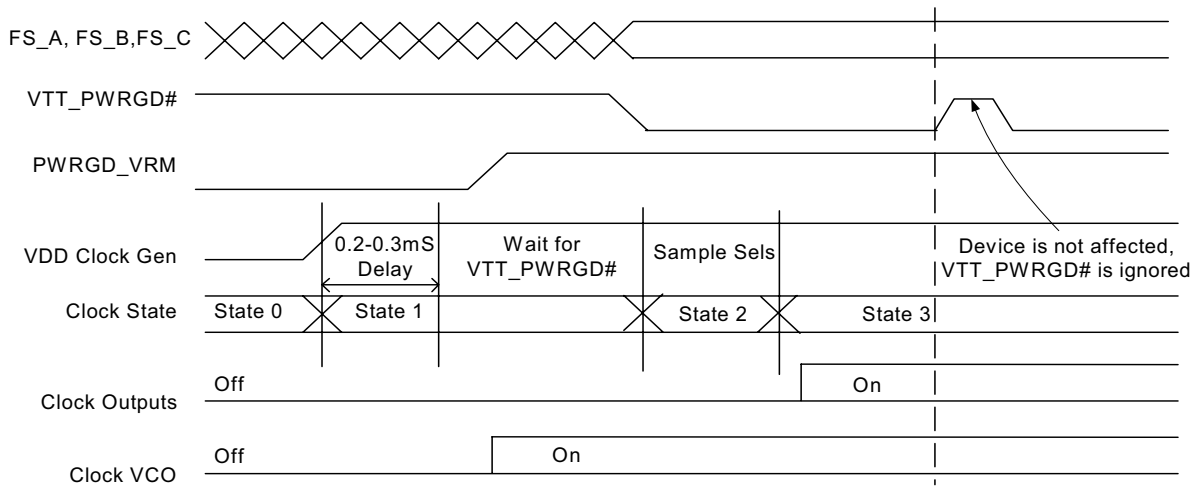 FS_A, FS_B,FS_C
VTT_PWRGD#
PWRGD_VRM
VDD Clock Gen
0.2-0.3mS
Delay
Wait for
VTT_PWRGD#
Sample Sels
Device is not affected,
VTT_PWRGD# is ignored
Clock State
State 0
State 1
State 2
State 3
Clock Outputs
Off
On
Clock VCO
Off
On